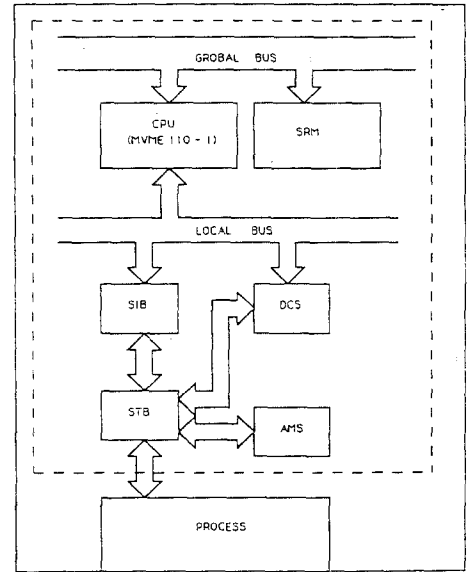 GROBAL BUS
CPU
(MVME 110 - 1)
SRM
LOCAL BUS
SIB
DCS
STB
AMS
PROCESS